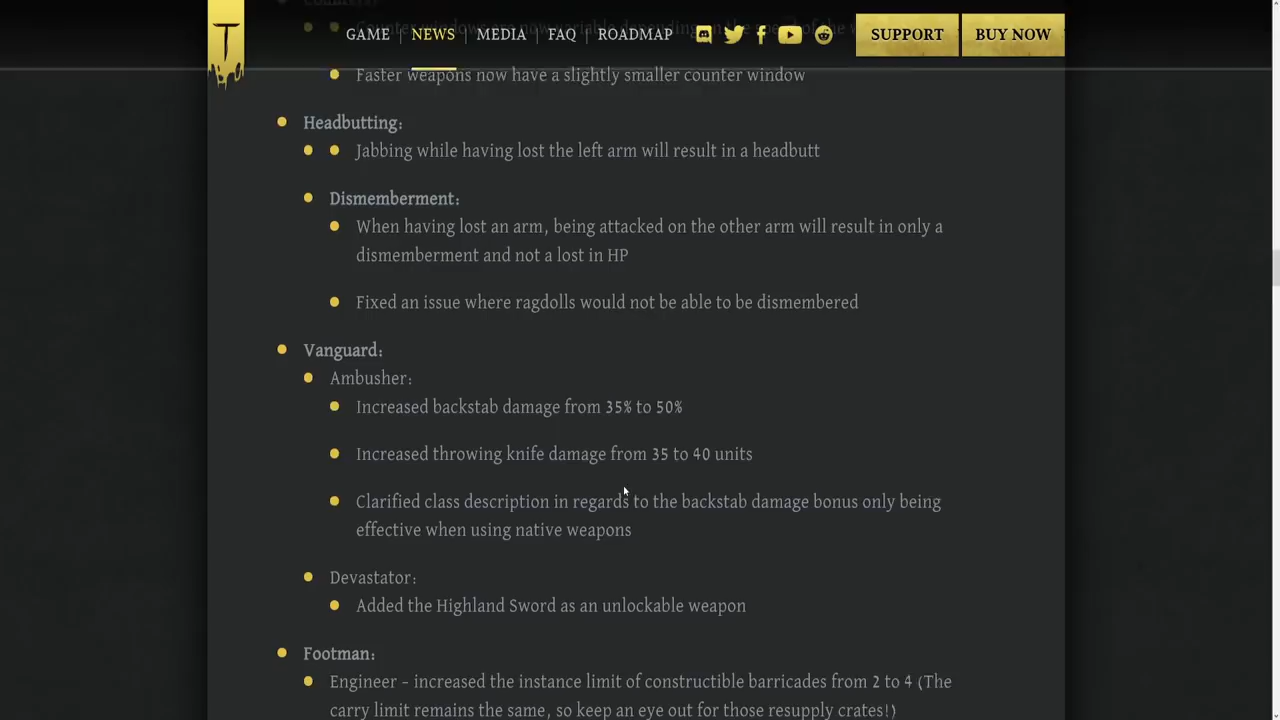 GAME
NEWS
MEDIA
FAQ
ROADMAP
SUPPORT
BUY NOW
Faster weapons now have a slightly smaller counter window
Headbutting:
Jabbing while having lost the left arm will result in a headbutt
Dismemberment:
When having lost an arm, being attacked on the other arm will result in only a
dismemberment and not a lost in HP
Fixed an issue where ragdolls would not be able to be dismembered
Vanguard:
Ambusher:
Increased backstab damage from 35% to 50%
Increased throwing knife damage from 35 to 40 units
Clarified class description in regards to the backstab damage bonus only being
effective when using native weapons
Devastator:
Added the Highland Sword as an unlockable weapon
Footman:
Engineer – increased the instance limit of constructible barricades from 2 to 4 (The
carry limit remains the same, so keep an eye out for those resupply crates!)